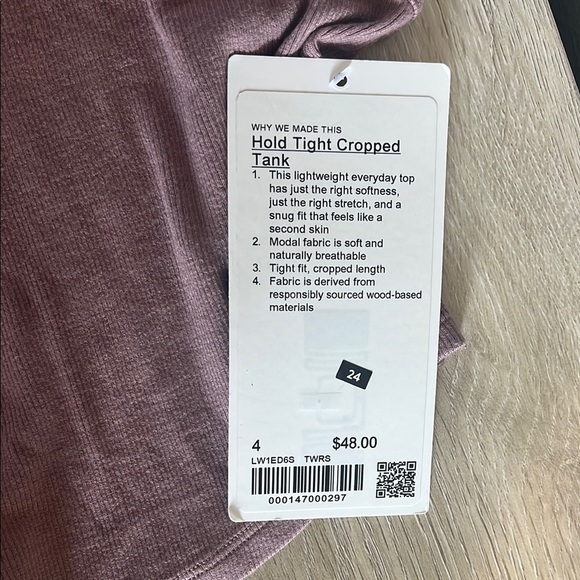 WHY WE MADE THIS
Hold Tight Cropped
Tank
1. This lightweight everyday top
has just the right softness,
just the right stretch, and a
snug fit that feels like a
second skin
2. Modal fabric is soft and
naturally breathable
3. Tight fit, cropped length
4. Fabric is derived from
responsibly sourced wood-based
materials
24
4 $48.00
LW1ED6S TWRS
000147000297